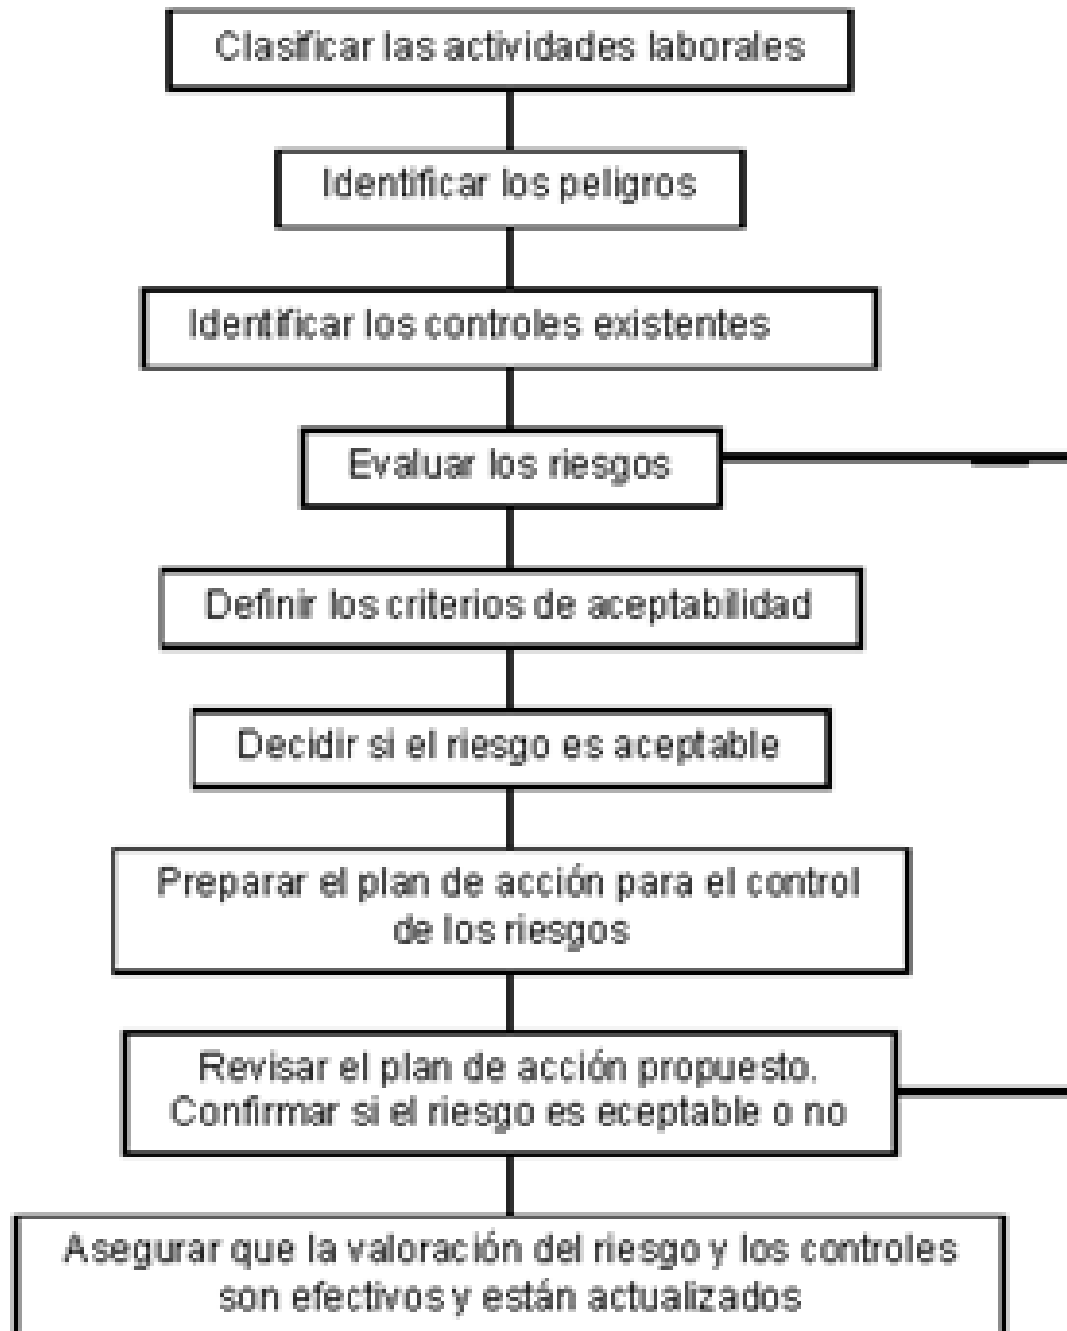 Clasificar las actividades laborales
Identificar los peligros
Identificar los controles existentes
Evaluar los riesgos
Definir los criterios de aceptabilidad
Decidir si el riesgo es aceptable
Preparar el plan de acción para el control
de los riesgos
Revisar el plan de acción propuesto.
Confirmar si el riesgo es eceptable o no
Asegurar que la valoración del riesgo y los controles
son efectivos y están actualizados